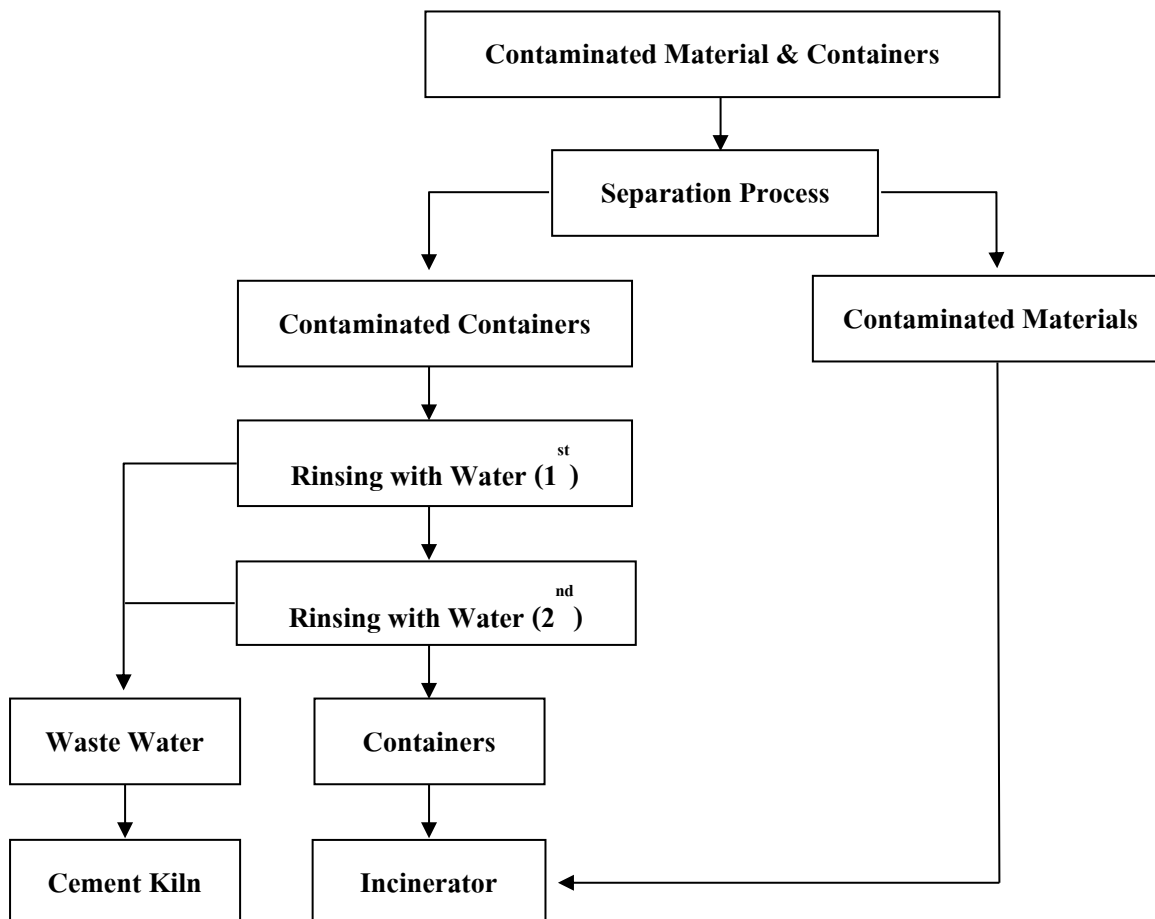 Contaminated Material & Containers
Separation Process
Contaminated Containers
Contaminated Materials
Rinsing with Water (1st)
Rinsing with Water (2nd)
Waste Water
Containers
Cement Kiln
Incinerator